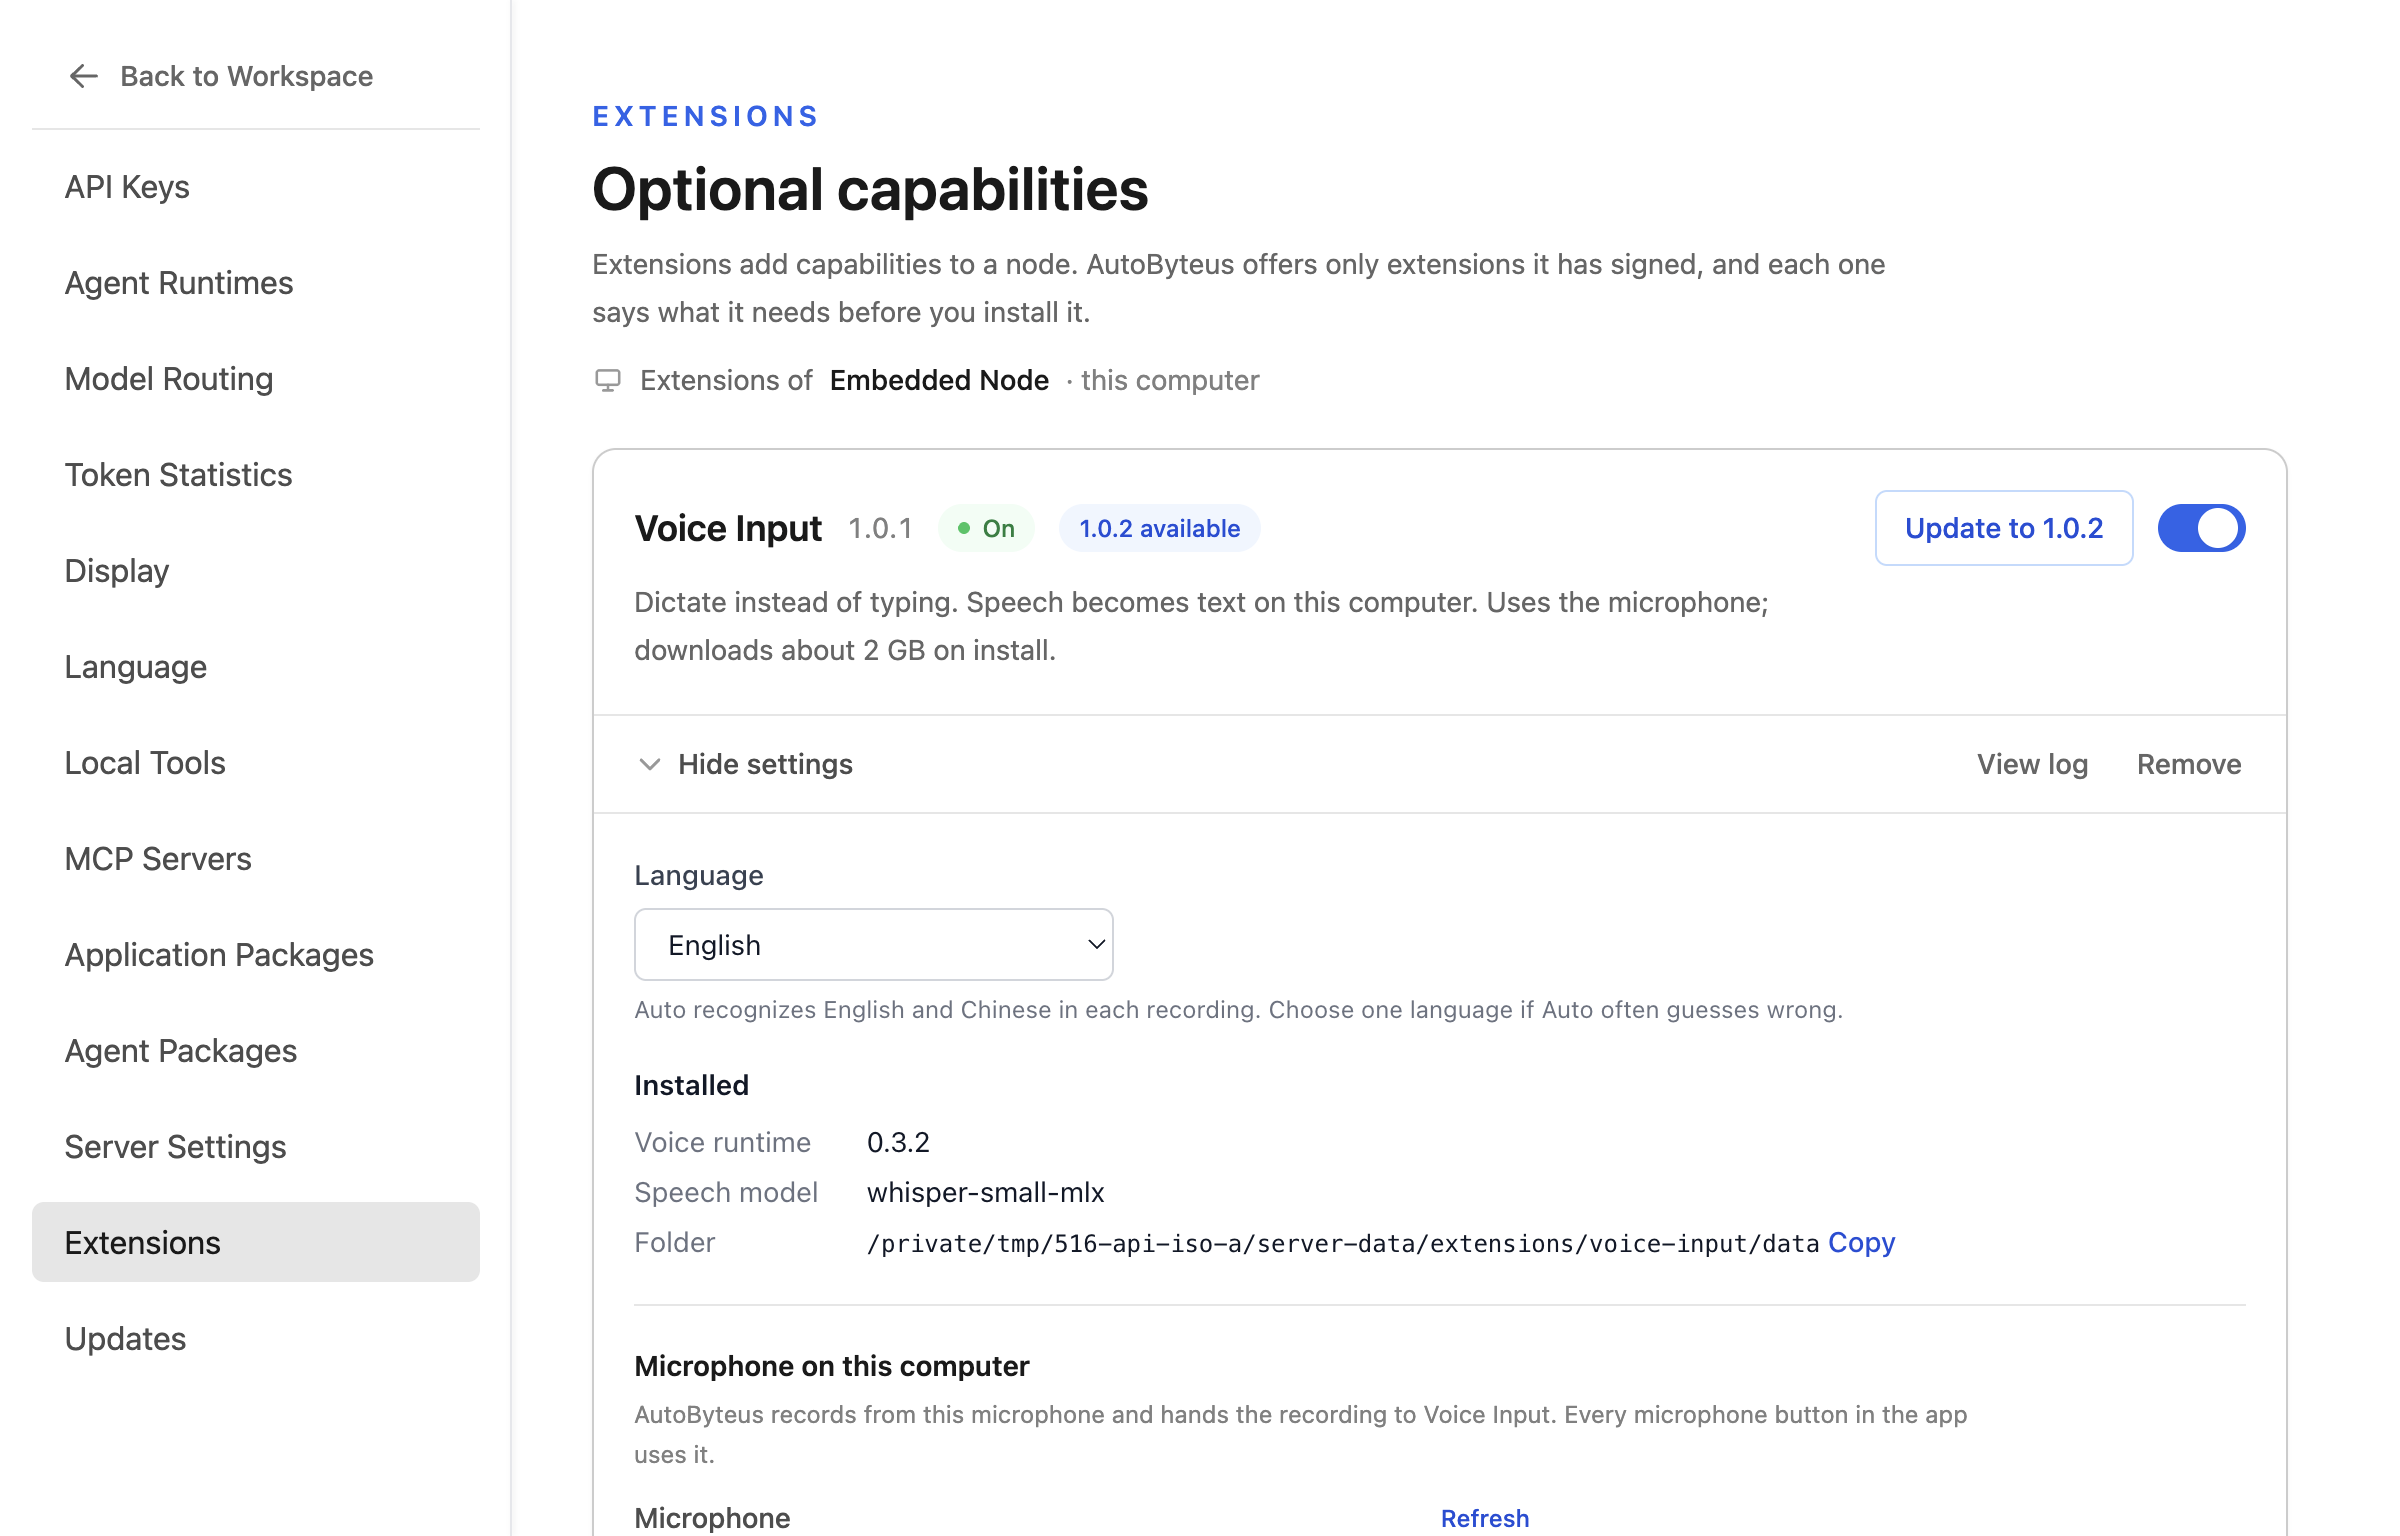 Back to Workspace
API Keys
Agent Runtimes
Model Routing
Token Statistics
Display
Language
Local Tools
MCP Servers
Application Packages
Agent Packages
Server Settings
Extensions
Updates
EXTENSIONS
Optional capabilities
Extensions add capabilities to a node. AutoByteus offers only extensions it has signed, and each one
says what it needs before you install it.
Extensions of Embedded Node · this computer
Voice Input 1.0.1 On 1.0.2 available Update to 1.0.2
Dictate instead of typing. Speech becomes text on this computer. Uses the microphone;
downloads about 2 GB on install.
Hide settings View log Remove
Language
English
Auto recognizes English and Chinese in each recording. Choose one language if Auto often guesses wrong.
Installed
Voice runtime 0.3.2
Speech model whisper-small-mlx
Folder /private/tmp/516-api-iso-a/server-data/extensions/voice-input/data Copy
Microphone on this computer
AutoByteus records from this microphone and hands the recording to Voice Input. Every microphone button in the app
uses it.
Microphone Refresh